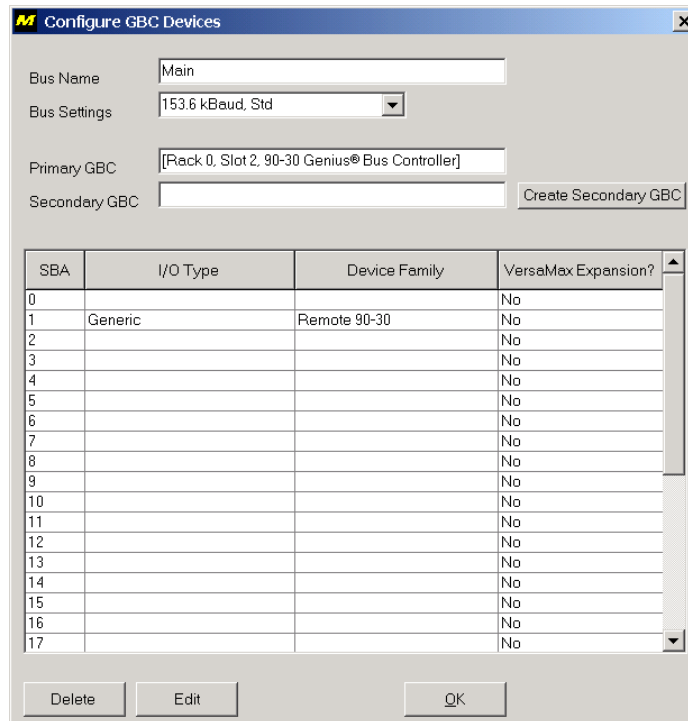 M Configure GBC Devices
Bus Name Main
Bus Settings 153.6 kBaud, Std
Primary GBC [Rack 0, Slot 2, 90-30 Genius® Bus Controller]
Secondary GBC Create Secondary GBC
SBA I/O Type Device Family VersaMax Expansion?
0 No
1 Generic Remote 90-30 No
2 No
3 No
4 No
5 No
6 No
7 No
8 No
9 No
10 No
11 No
12 No
13 No
14 No
15 No
16 No
17 No
Delete Edit OK